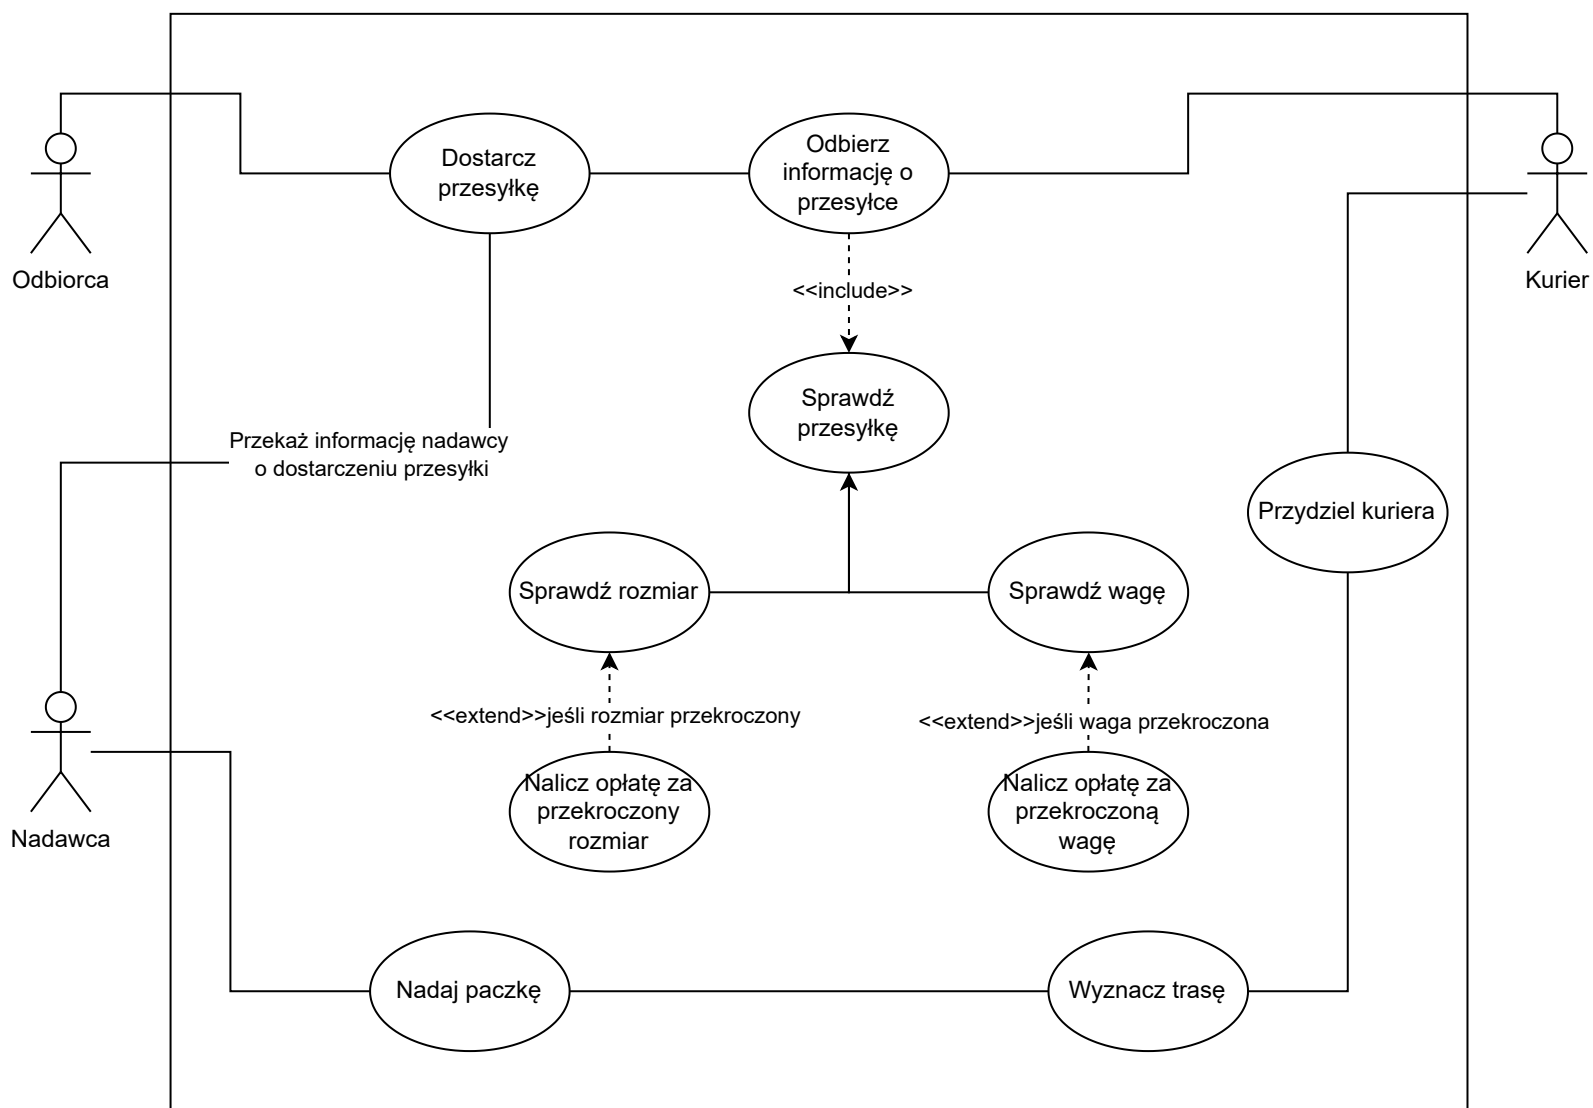 Dostarcz
przesyłkę
Odbierz
informację o
przesyłce
Odbiorca
Kurier
<<include>>
Sprawdź
przesyłkę
Przekaż informację nadawcy
o dostarczeniu przesyłki
Przydziel kuriera
Sprawdź rozmiar
Sprawdź wagę
<<extend>>jeśli rozmiar przekroczony
<<extend>>jeśli waga przekroczona
Nalicz opłatę za
przekroczony
rozmiar
Nalicz opłatę za
przekroczoną
wagę
Nadawca
Nadaj paczkę
Wyznacz trasę